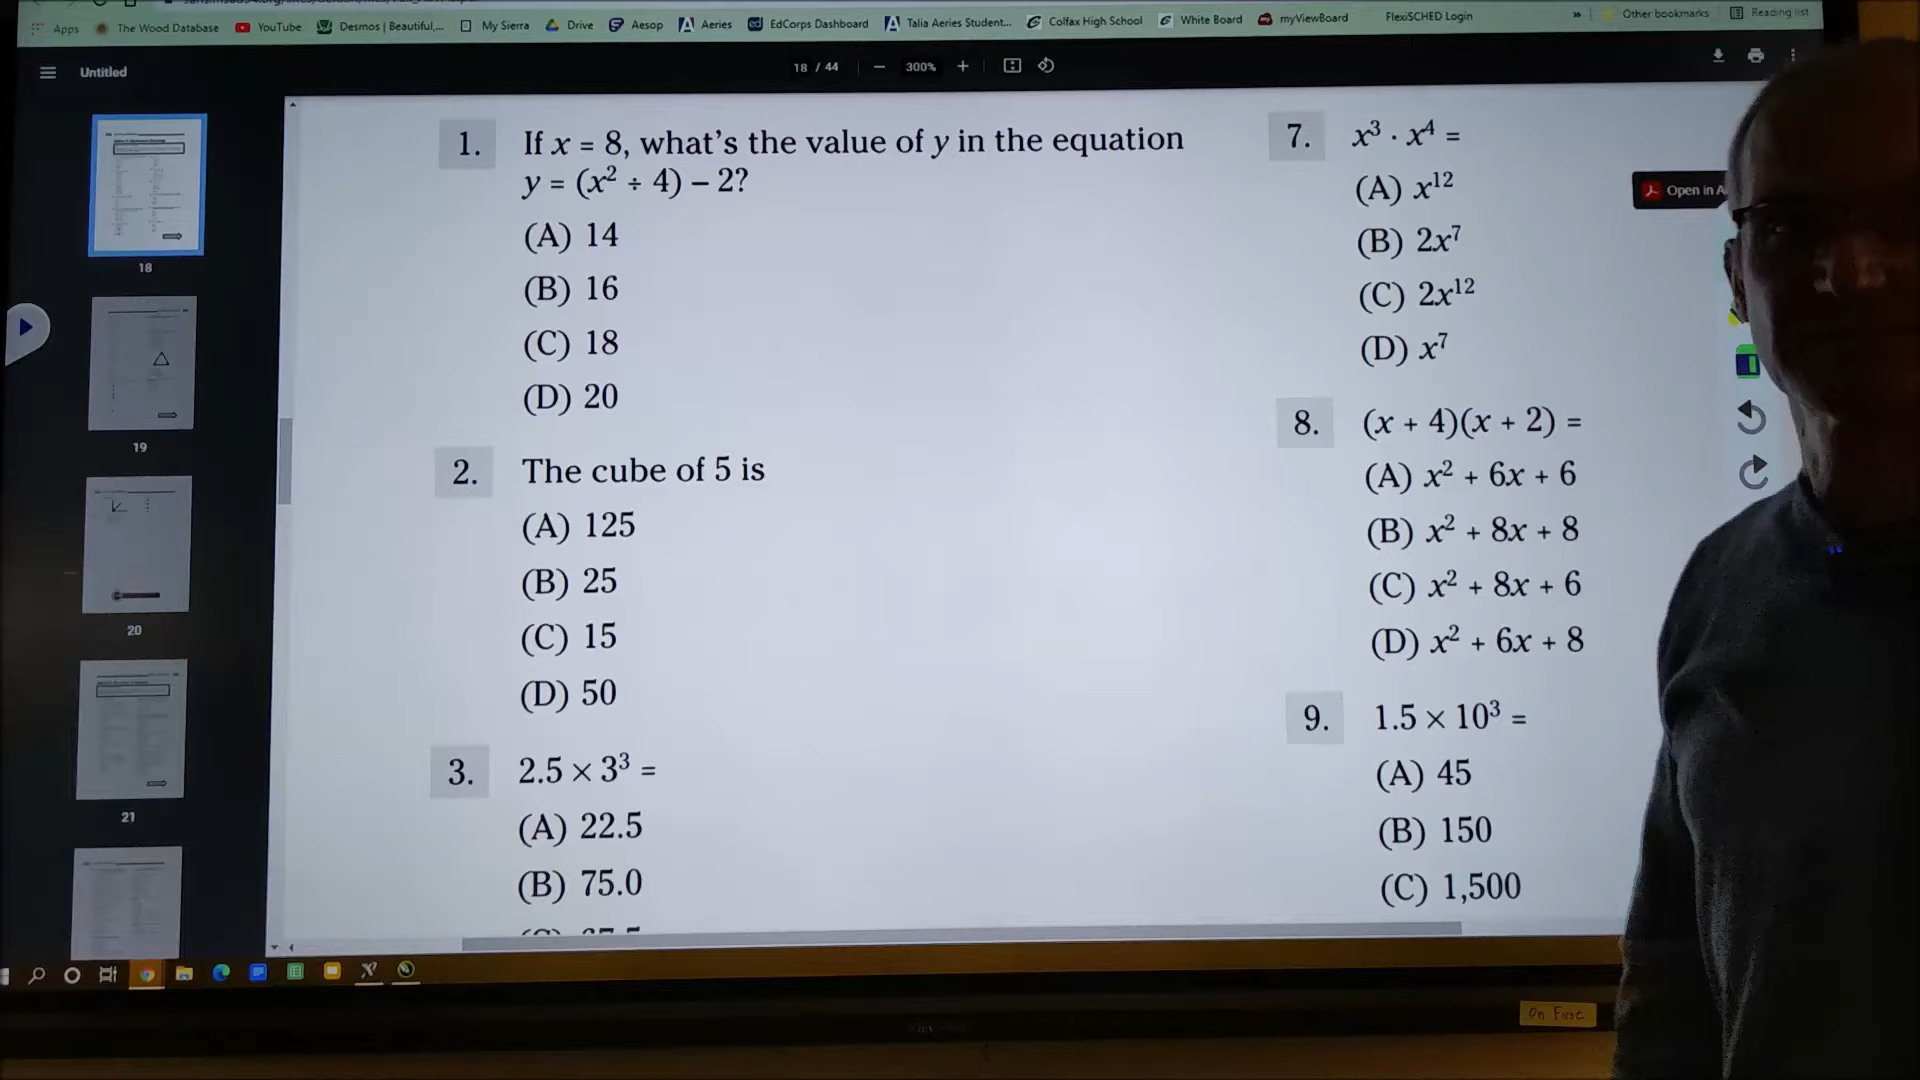 Apps The Wood Database YouTube Desmos | Beautiful,... My Sierra Drive Aesop Aeries EdCorps Dashboard Talia Aeries Student... Colfax High School White Board myViewBoard FlexiSCHED Login » Other bookmarks Reading list
Untitled
18 / 44 − 300% +
18
19
20
21
1. If x = 8, what's the value of y in the equation
y = (x² ÷ 4) – 2?
(A) 14
(B) 16
(C) 18
(D) 20
2. The cube of 5 is
(A) 125
(B) 25
(C) 15
(D) 50
3. 2.5 × 3³ =
(A) 22.5
(B) 75.0
7. x³ · x⁴ =
(A) x¹²
(B) 2x⁷
(C) 2x¹²
(D) x⁷
8. (x + 4)(x + 2) =
(A) x² + 6x + 6
(B) x² + 8x + 8
(C) x² + 8x + 6
(D) x² + 6x + 8
9. 1.5 × 10³ =
(A) 45
(B) 150
(C) 1,500
Open in
On First